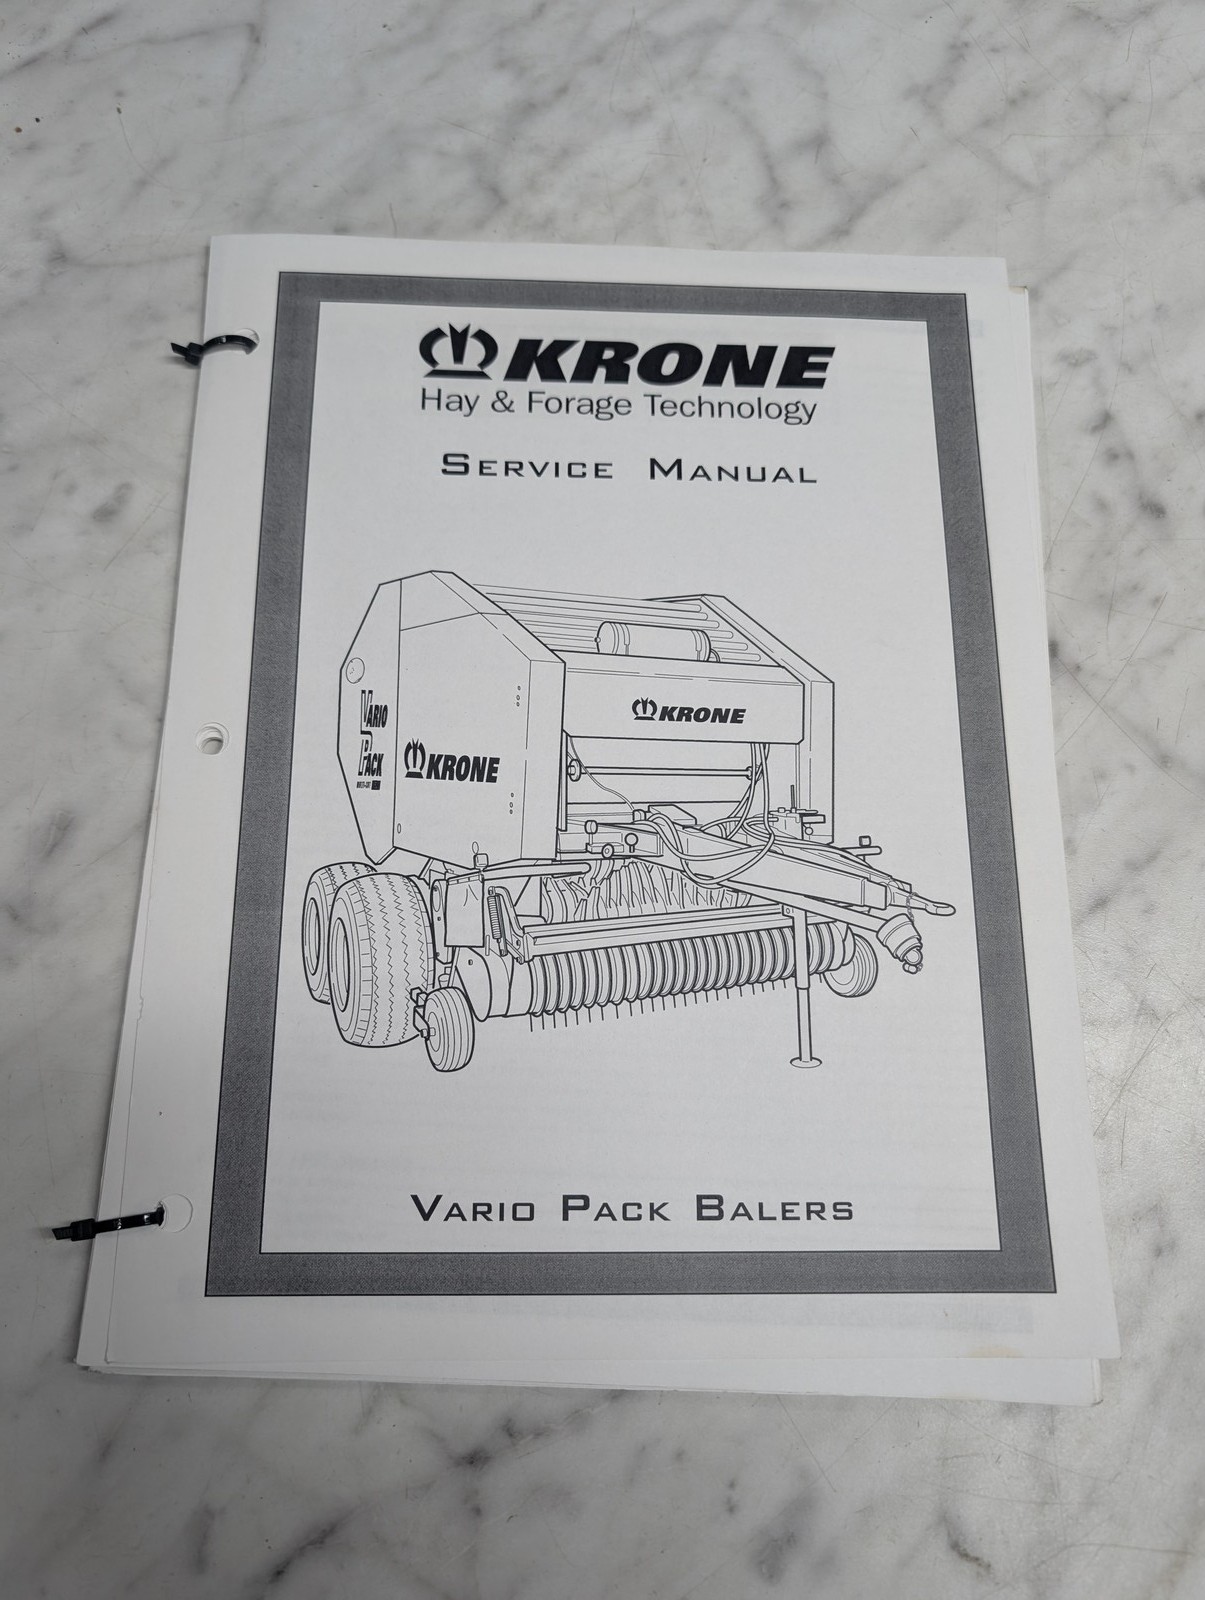 KRONE
Hay & Forage Technology
SERVICE MANUAL
KRONE
VARIO
PACK
KRONE
VARIO PACK BALERS